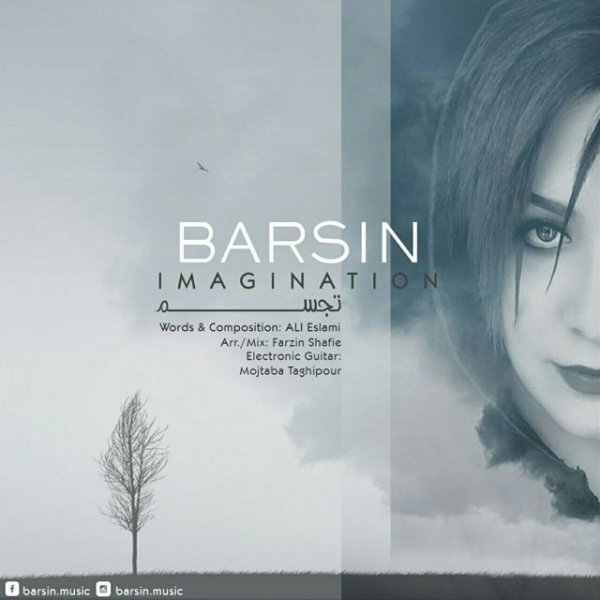 BARSIN
IMAGINATION
تجسم
Words & Composition: ALI Eslami
Arr./Mix: Farzin Shafie
Electronic Guitar:
Mojtaba Taghipour
barsin.music barsin.music